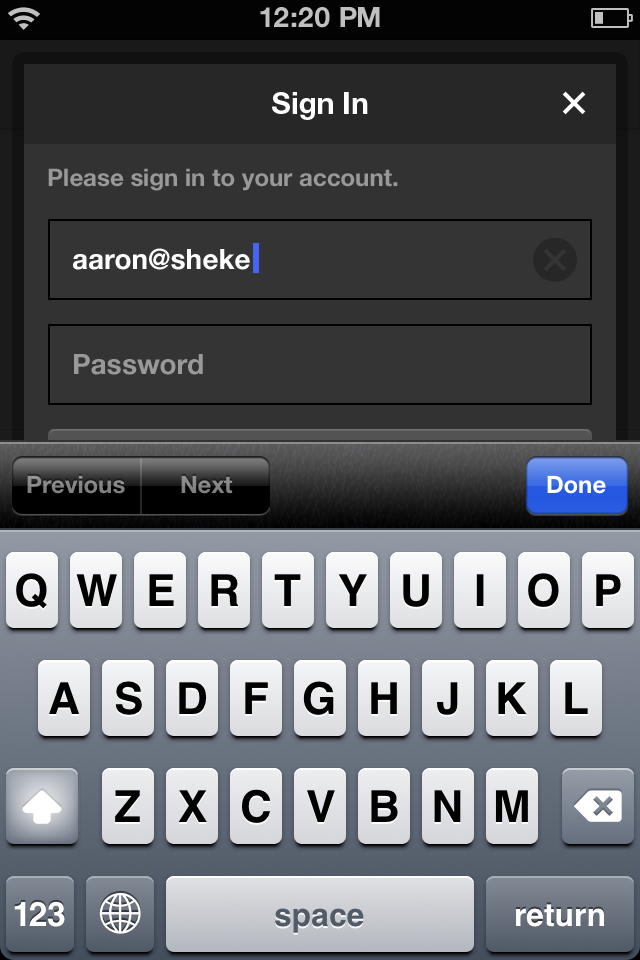 12:20 PM
Sign In
Please sign in to your account.
aaron@sheke
Password
Previous Next Done
Q W E R T Y U I O P
A S D F G H J K L
Z X C V B N M
123 space return